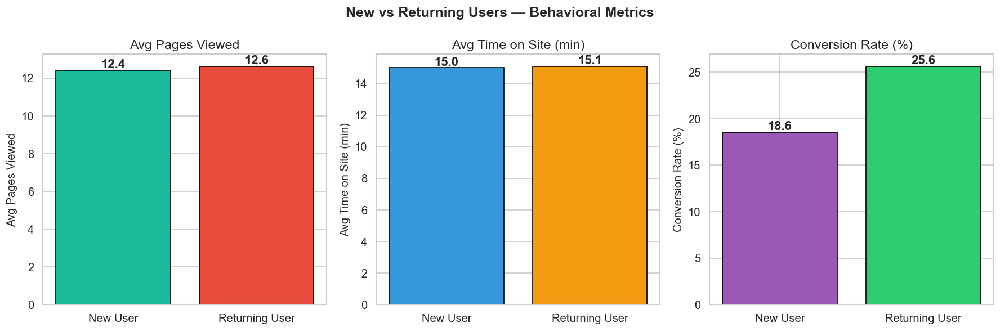 New vs Returning Users — Behavioral Metrics
Avg Pages Viewed
12.4
12.6
12
10
8
6
4
2
0
Avg Pages Viewed
New User
Returning User
Avg Time on Site (min)
15.0
15.1
14
12
10
8
6
4
2
0
Avg Time on Site (min)
New User
Returning User
Conversion Rate (%)
18.6
25.6
25
20
15
10
5
0
Conversion Rate (%)
New User
Returning User